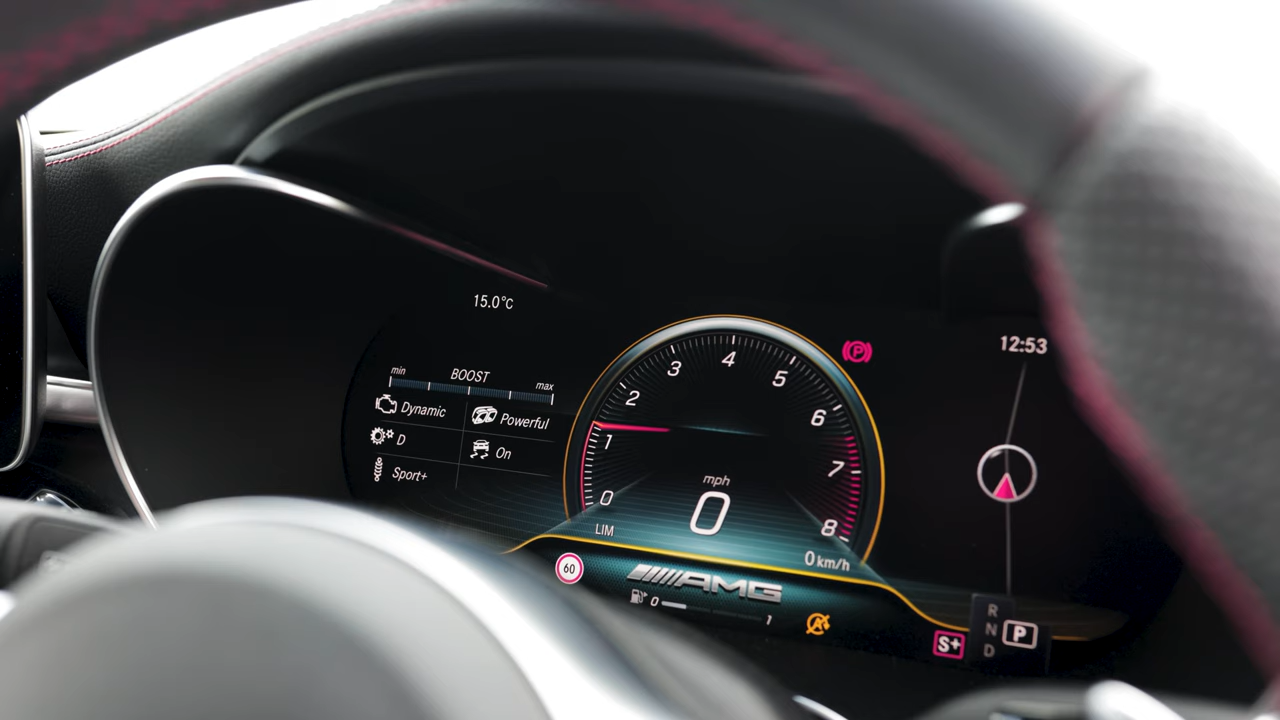 15.0°C
12:53
min BOOST max
Dynamic Powerful
D On
Sport+
0 1 2 3 4 5 6 7 8
mph
0
LIM
0 km/h
60
AMG
0 1
A
P
S+
R
N P
D